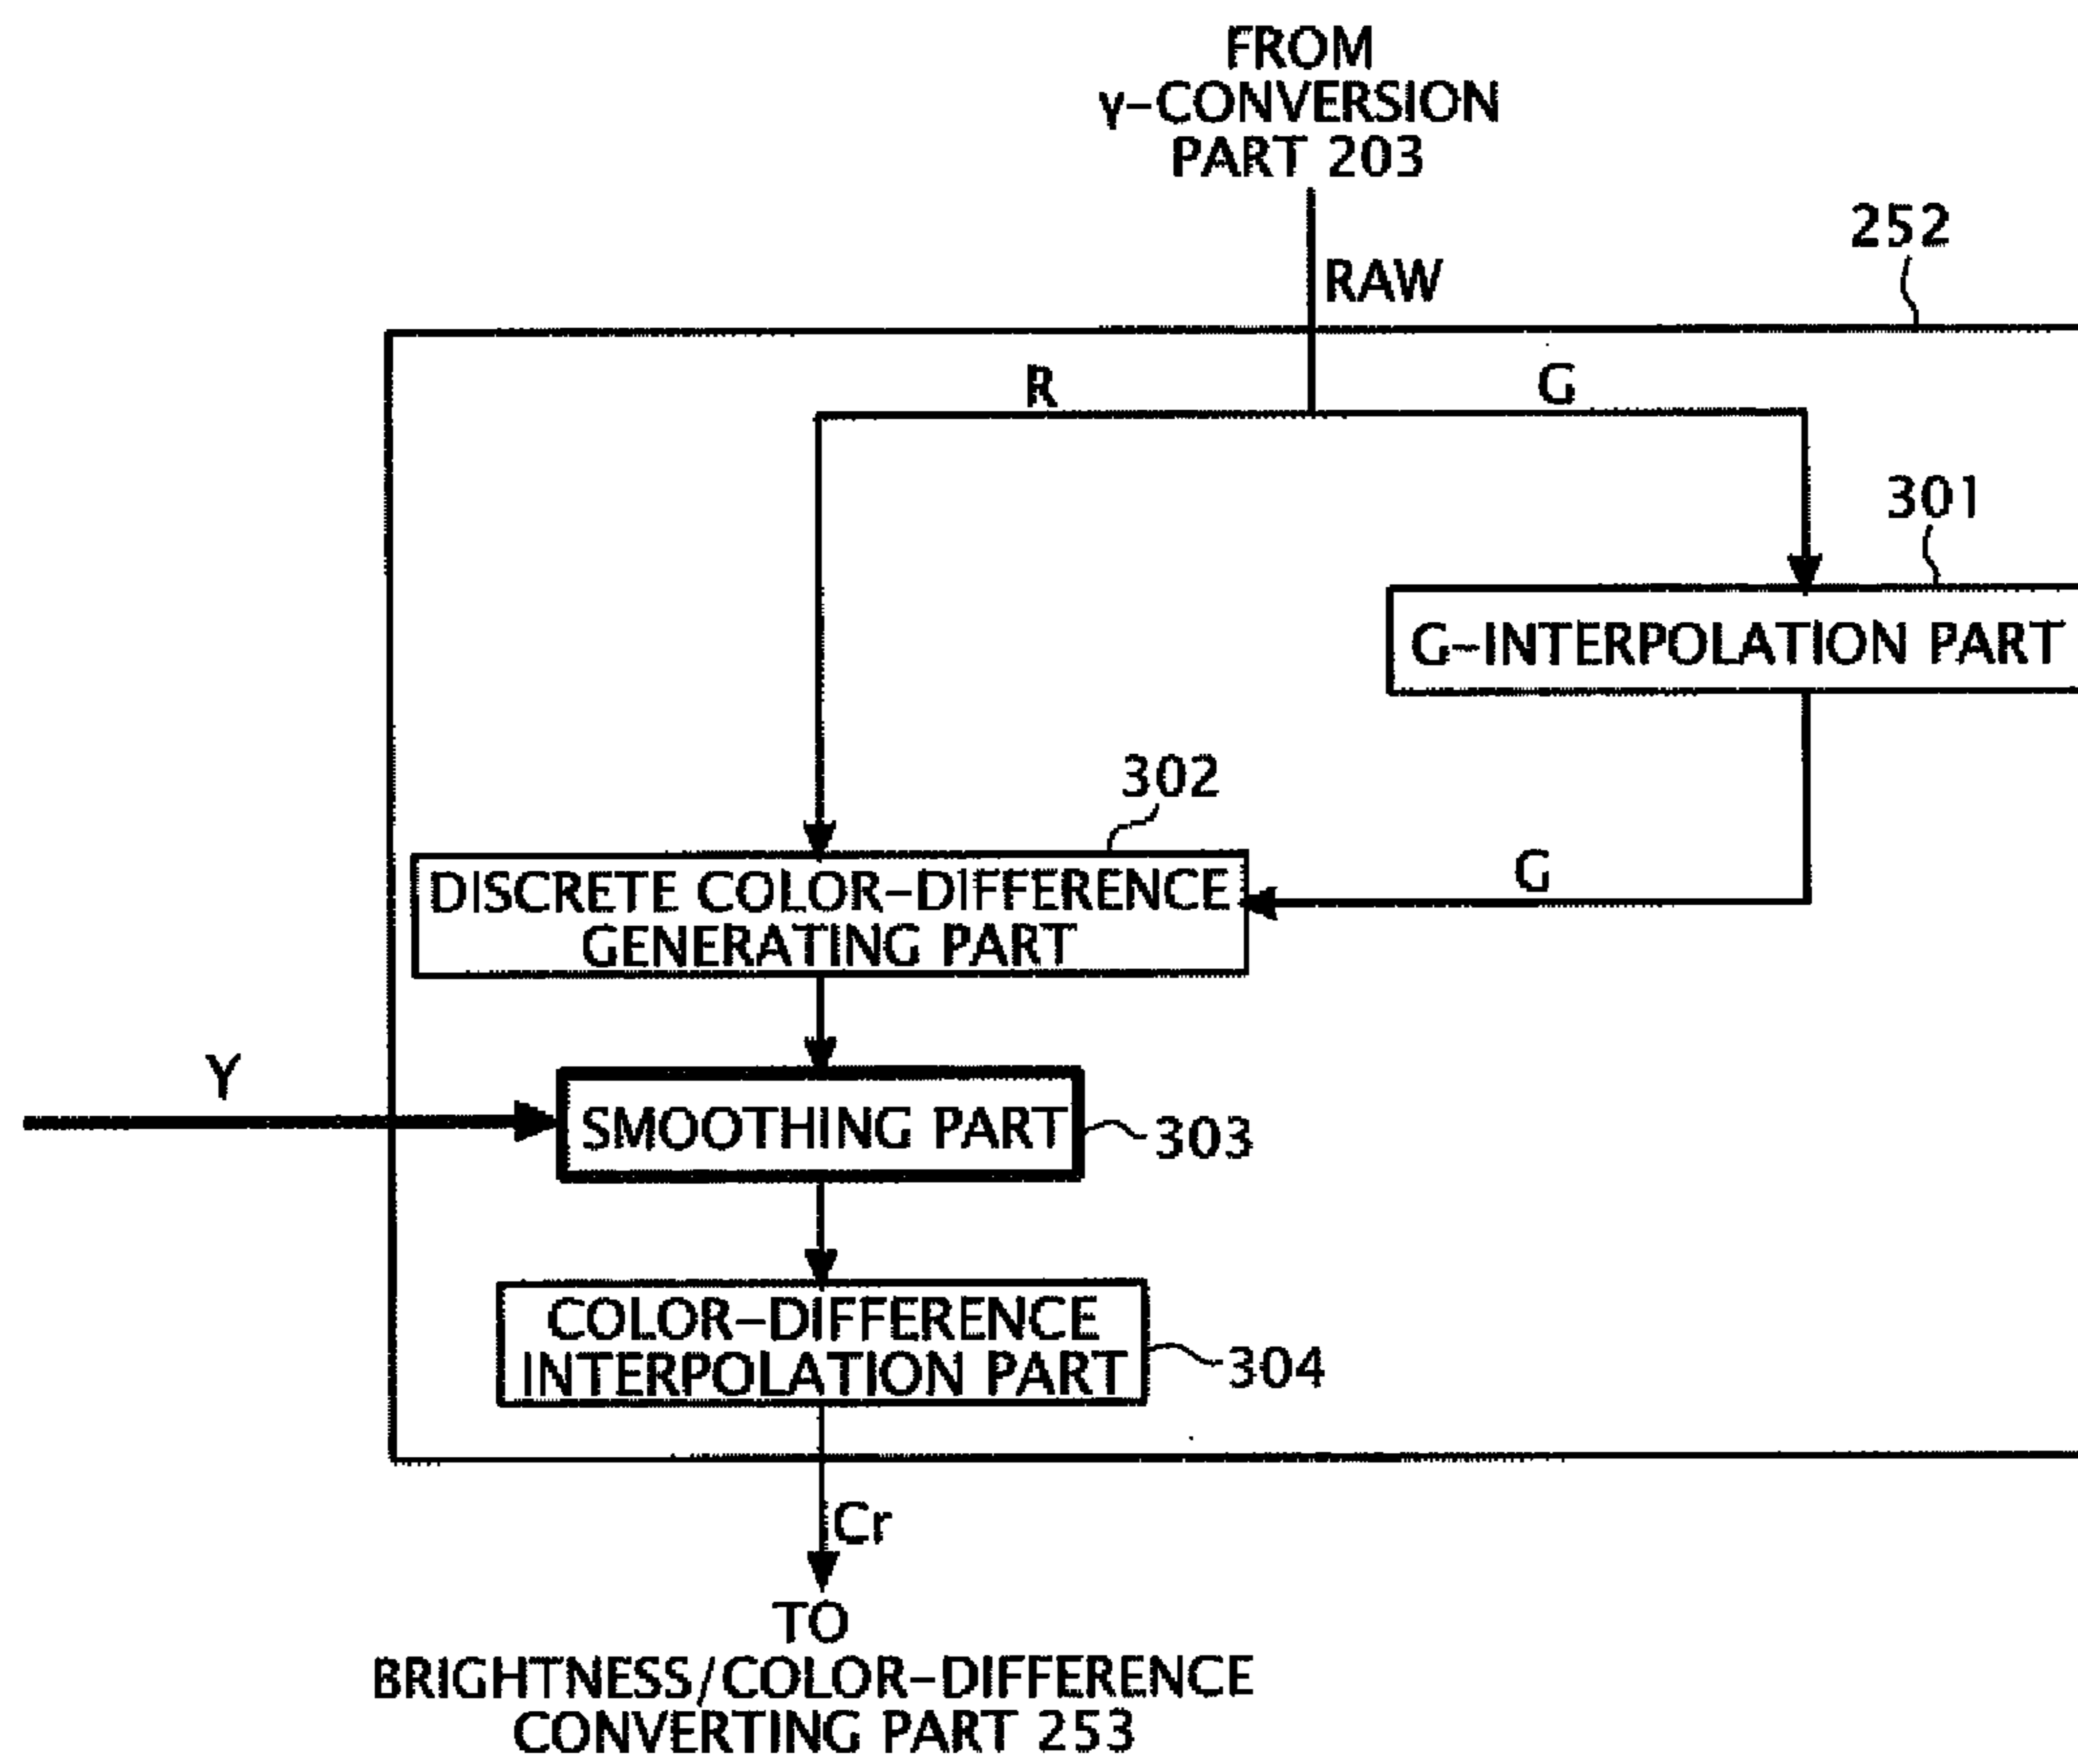 FROM
γ-CONVERSION
PART 203
RAW
252
R
G
301
G-INTERPOLATION PART
302
DISCRETE COLOR-DIFFERENCE
GENERATING PART
G
Y
SMOOTHING PART
303
COLOR-DIFFERENCE
INTERPOLATION PART
304
Cr
TO
BRIGHTNESS/COLOR-DIFFERENCE
CONVERTING PART 253